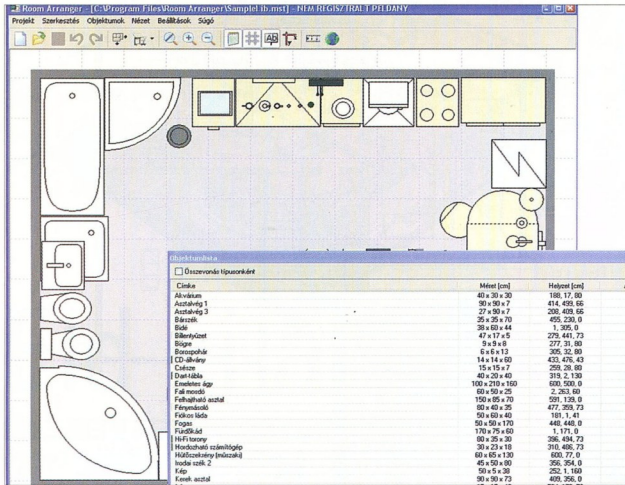 Room Arranger - [C:\Program Files\Room Arranger\Samplelib.mst] - NEM REGISZTRÁLT PÉLDÁNY
Projekt Szerkesztés Objektumok Nézet Beállítások Súgó
Objektumlista
Összevonás típusonként
Címke Méret [cm] Helyzet [cm]
Akvárium 40 x 30 x 30 188, 17, 80
Asztalvég 1 90 x 90 x 7 414, 499, 66
Asztalvég 3 27 x 90 x 7 208, 409, 66
Bárszék 35 x 35 x 70 455, 230, 0
Bidé 38 x 60 x 44 1, 305, 0
Billentyűzet 47 x 17 x 5 279, 441, 73
Bögre 9 x 9 x 8 277, 31, 80
Borospohár 6 x 6 x 13 305, 32, 80
CD-állvány 14 x 14 x 60 433, 476, 43
Csésze 15 x 15 x 7 259, 28, 80
Dart-tábla 40 x 20 x 40 319, 2, 130
Emeletes ágy 100 x 210 x 160 600, 500, 0
Fali mosdó 60 x 50 x 25 2, 263, 60
Felhajtható asztal 150 x 85 x 70 591, 139, 0
Fénymásoló 80 x 40 x 35 477, 359, 73
Fiókos láda 50 x 60 x 40 181, 1, 41
Fogas 50 x 50 x 170 448, 448, 0
Fürdőkád 170 x 75 x 60 1, 171, 0
Hi-Fi torony 80 x 35 x 30 396, 494, 73
Hordozható számítógép 30 x 23 x 18 310, 486, 73
Hűtőszekrény (műszaki) 60 x 65 x 130 600, 77, 0
Irodai szék 2 45 x 50 x 80 356, 354, 0
Kép 50 x 5 x 38 252, 1, 160
Kerek asztal 90 x 90 x 73 409, 356, 0